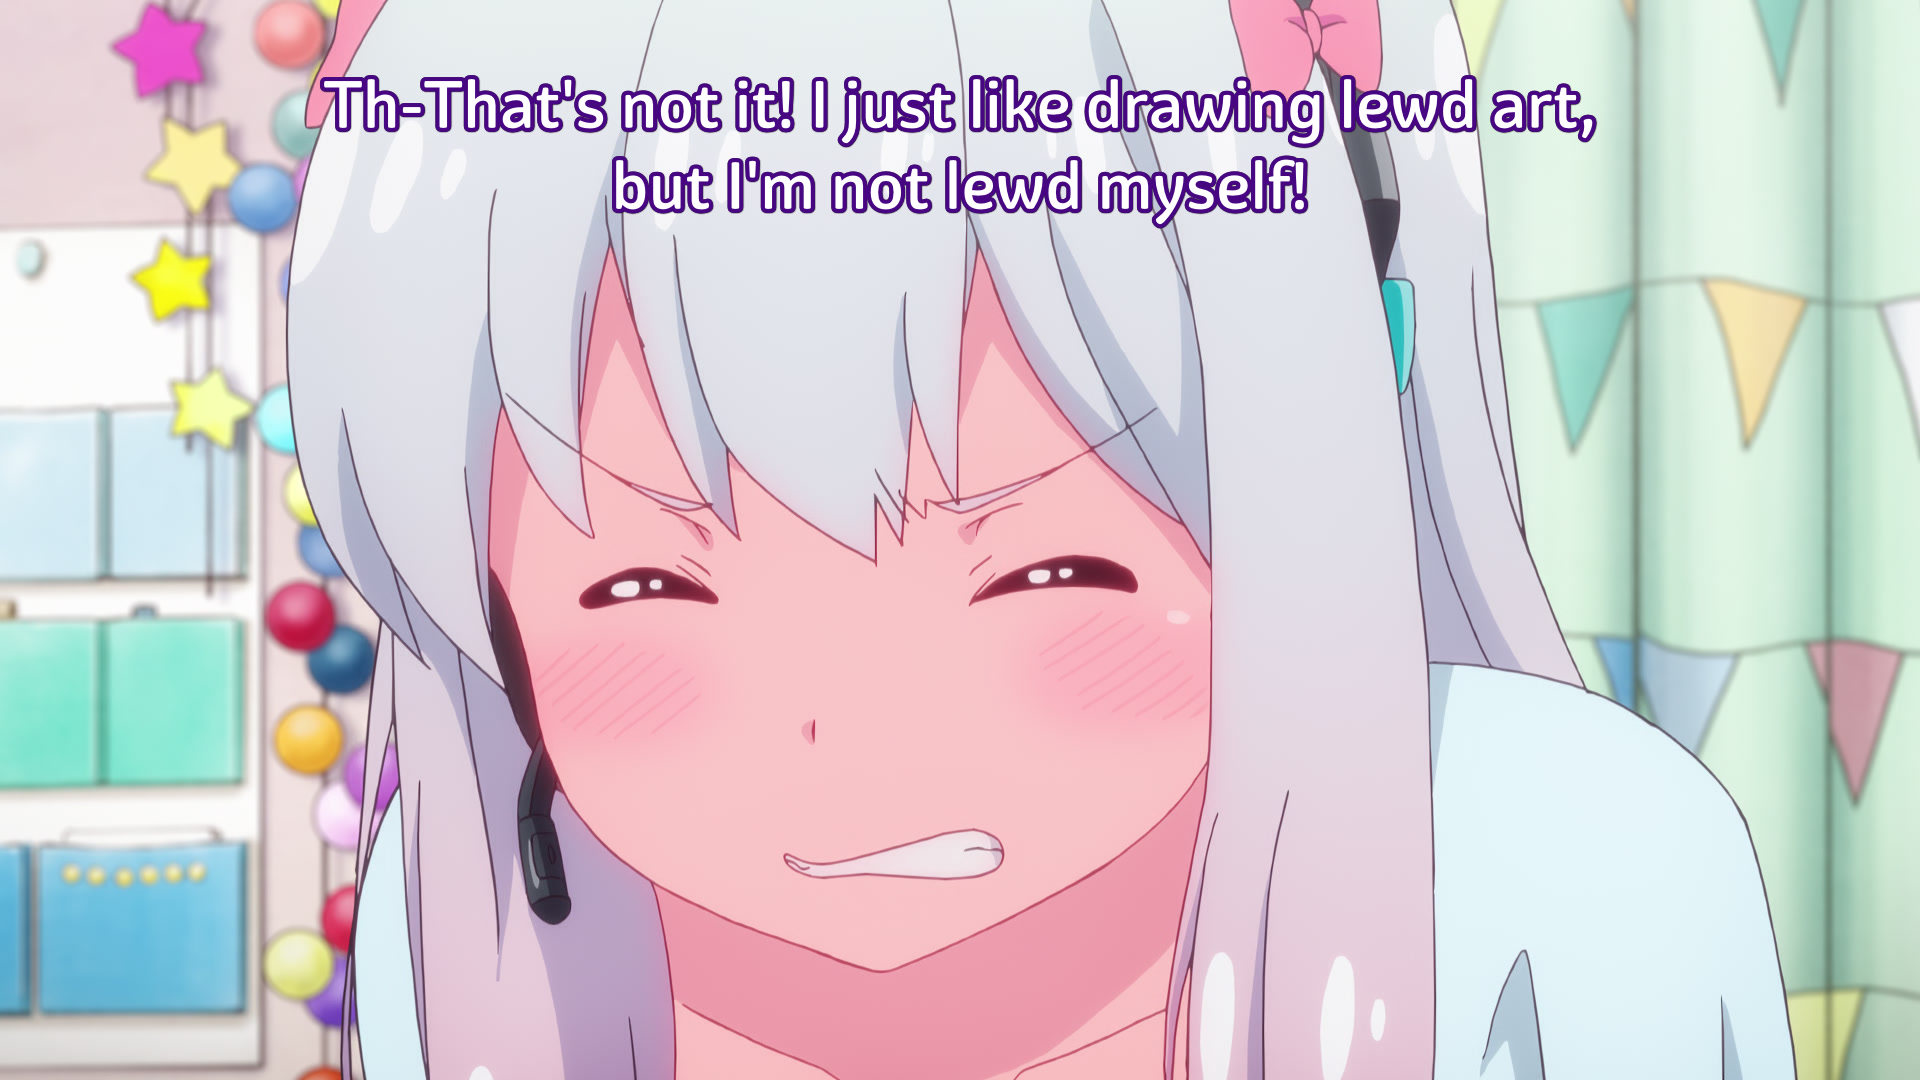 Th-That's not it! I just like drawing lewd art,
but I'm not lewd myself!